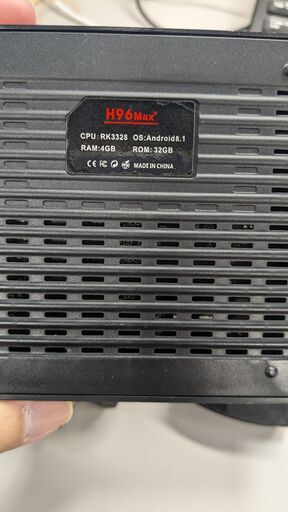 H96Max+
CPU: RK3328 OS:Android8.1
RAM:4GB ROM: 32GB
CE FC MADE IN CHINA